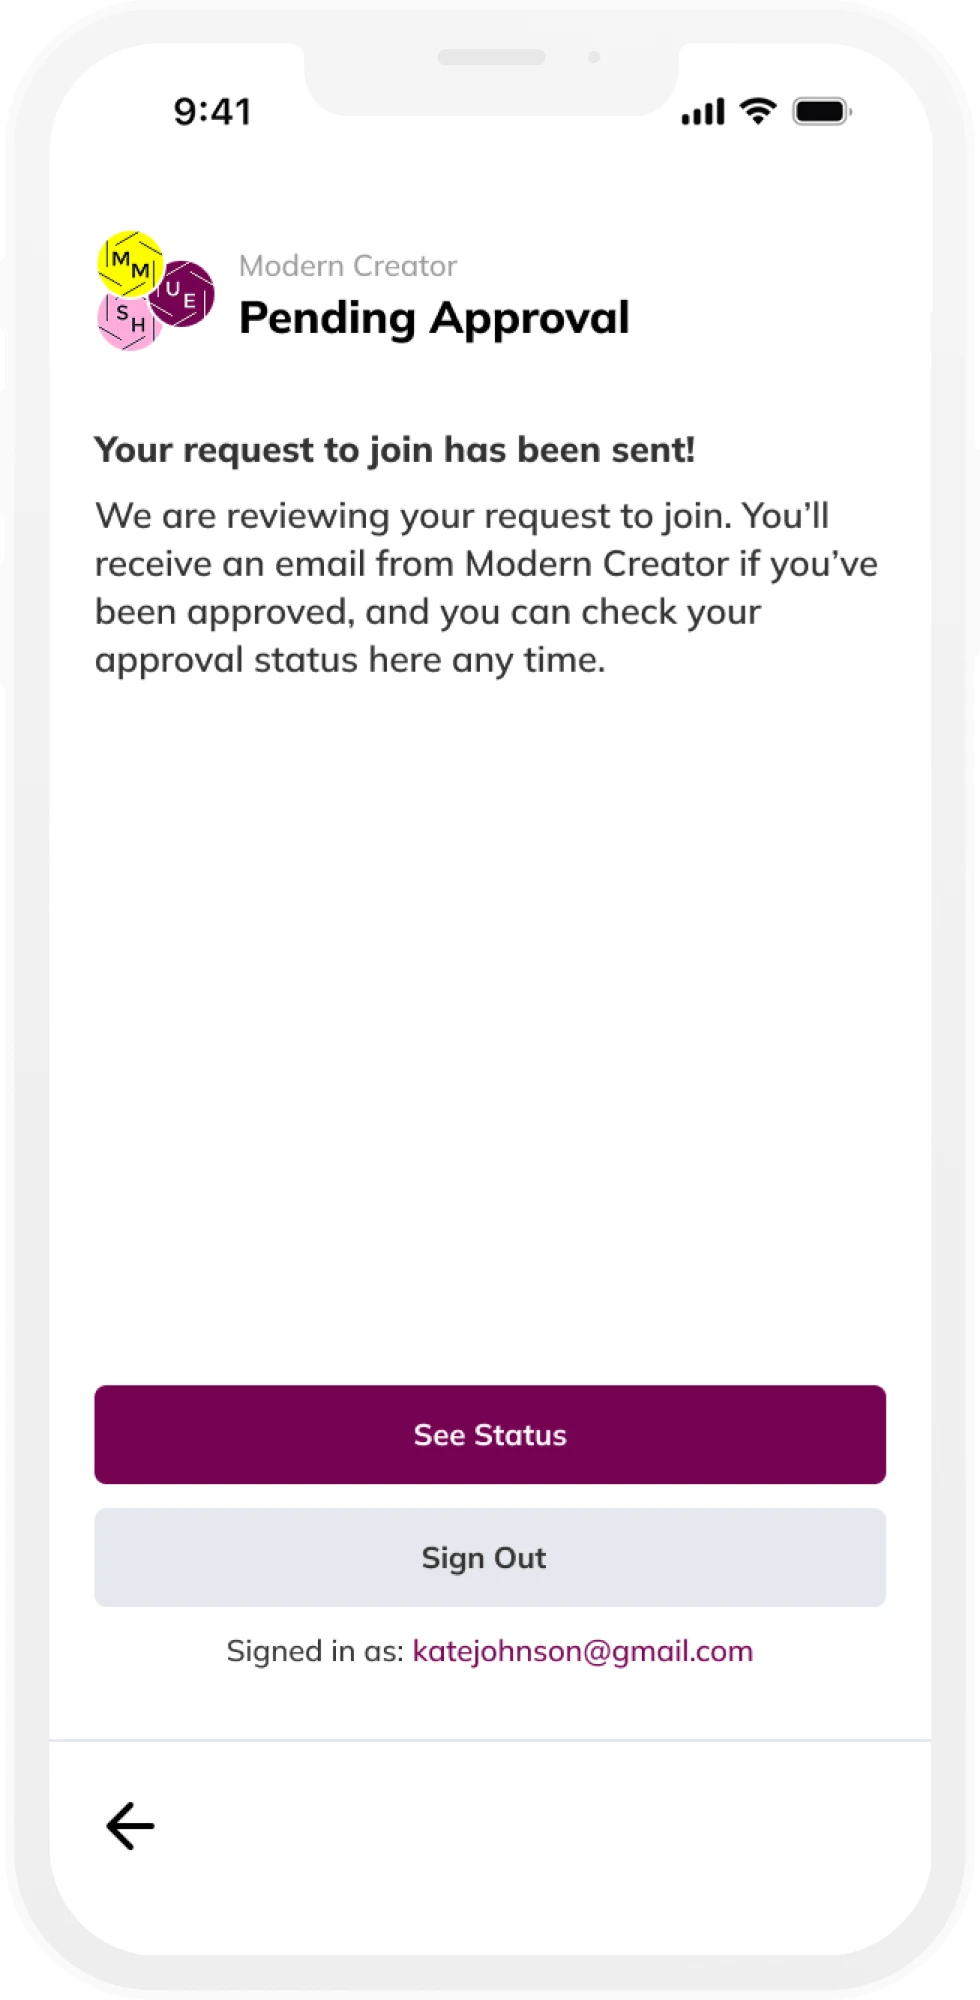 9:41
M M
U E
S H
Modern Creator
Pending Approval
Your request to join has been sent!
We are reviewing your request to join. You’ll
receive an email from Modern Creator if you’ve
been approved, and you can check your
approval status here any time.
See Status
Sign Out
Signed in as: katejohnson@gmail.com